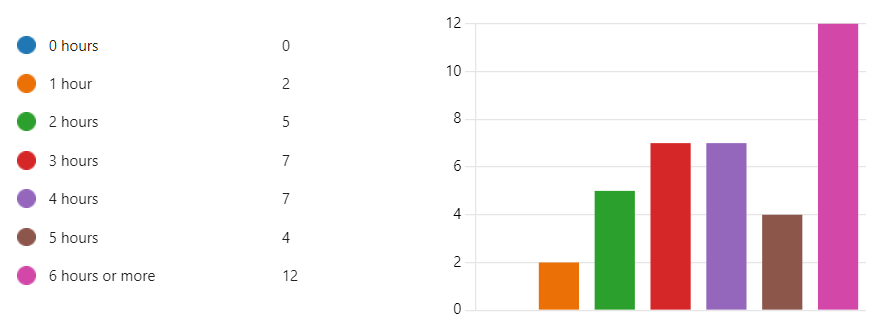 0 hours 0
1 hour 2
2 hours 5
3 hours 7
4 hours 7
5 hours 4
6 hours or more 12
12
10
8
6
4
2
0